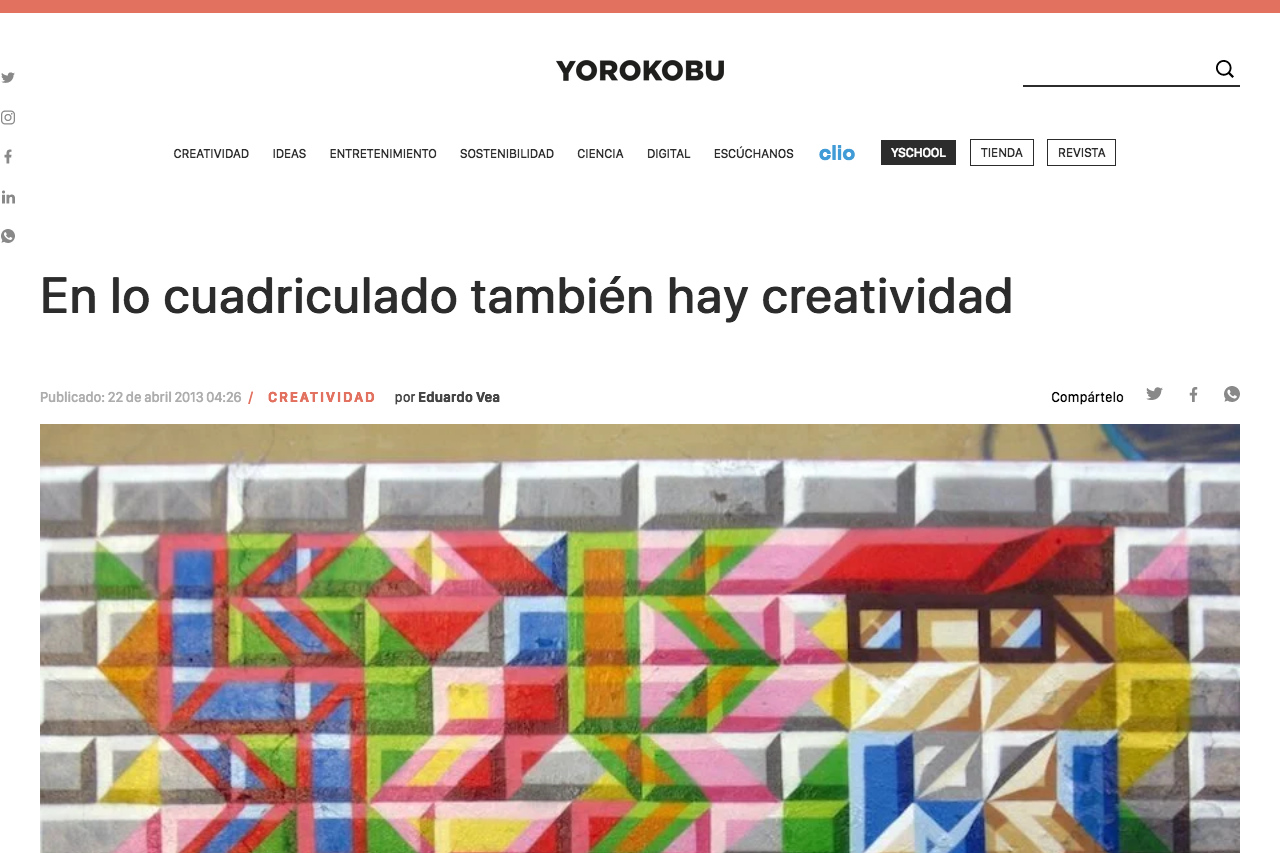 YOROKOBU
CREATIVIDAD IDEAS ENTRETENIMIENTO SOSTENIBILIDAD CIENCIA DIGITAL ESCÚCHANOS clio YSCHOOL TIENDA REVISTA
En lo cuadriculado también hay creatividad
Publicado: 22 de abril 2013 04:26 / CREATIVIDAD por Eduardo Vea Compártelo